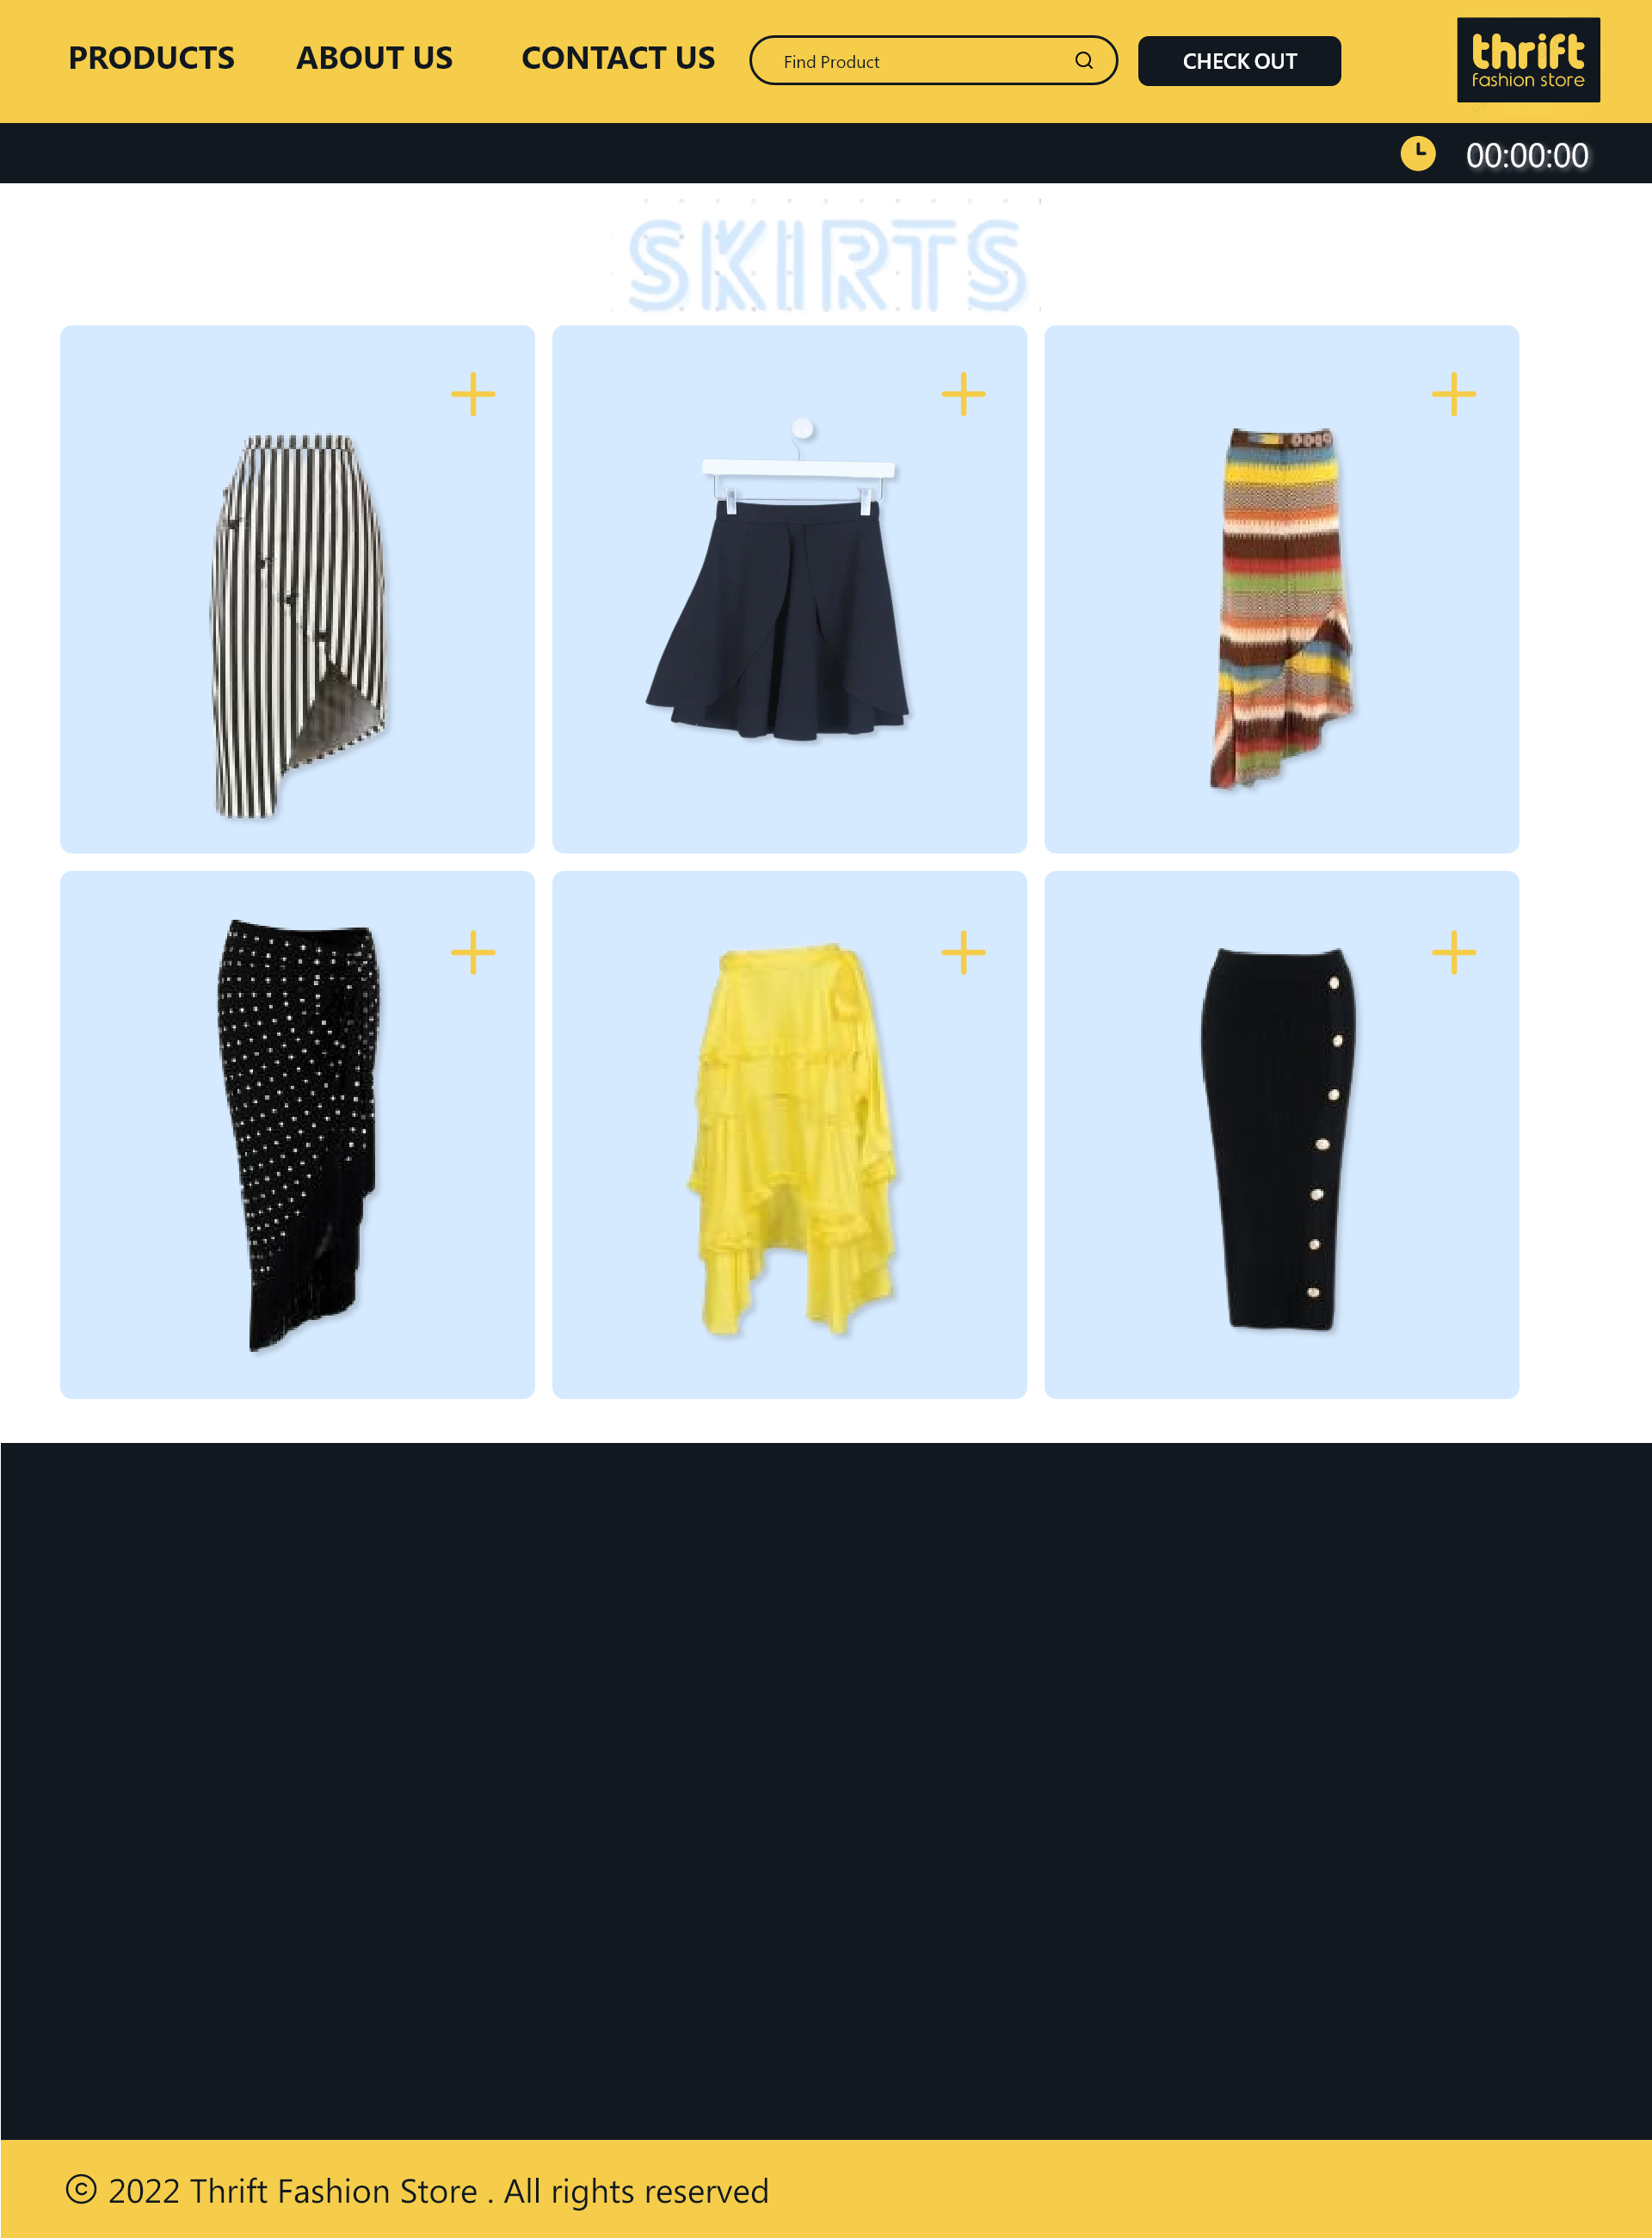 PRODUCTS ABOUT US CONTACT US Find Product CHECK OUT
thrift
fashion store
00:00:00
SKIRTS
© 2022 Thrift Fashion Store . All rights reserved